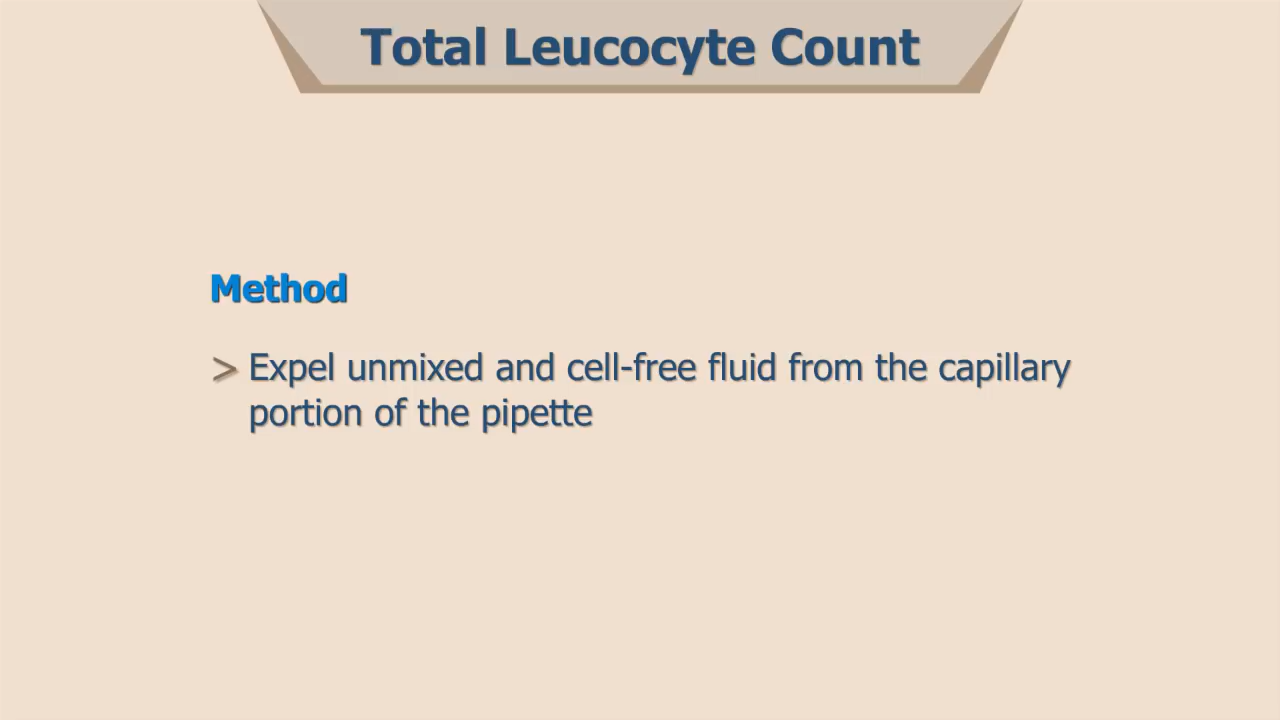 Total Leucocyte Count
Method
> Expel unmixed and cell-free fluid from the capillary
portion of the pipette